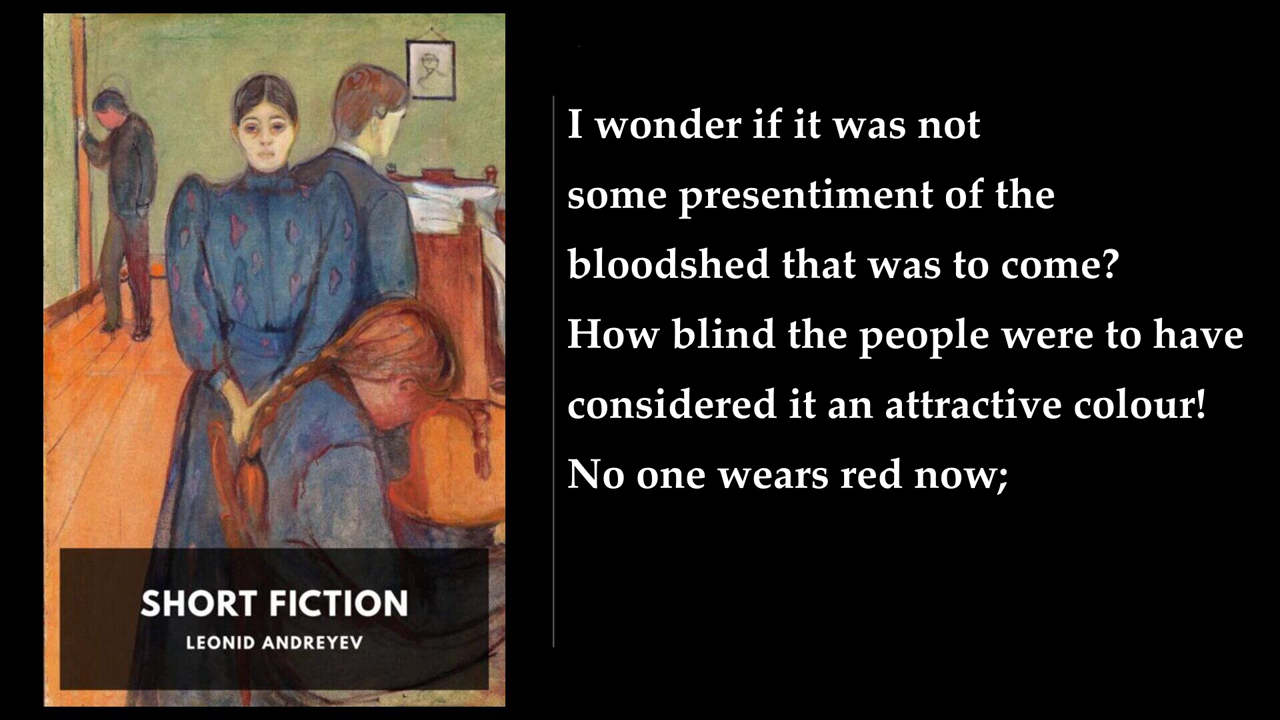 I wonder if it was not
some presentiment of the
bloodshed that was to come?
How blind the people were to have
considered it an attractive colour!
No one wears red now;
SHORT FICTION
LEONID ANDREYEV